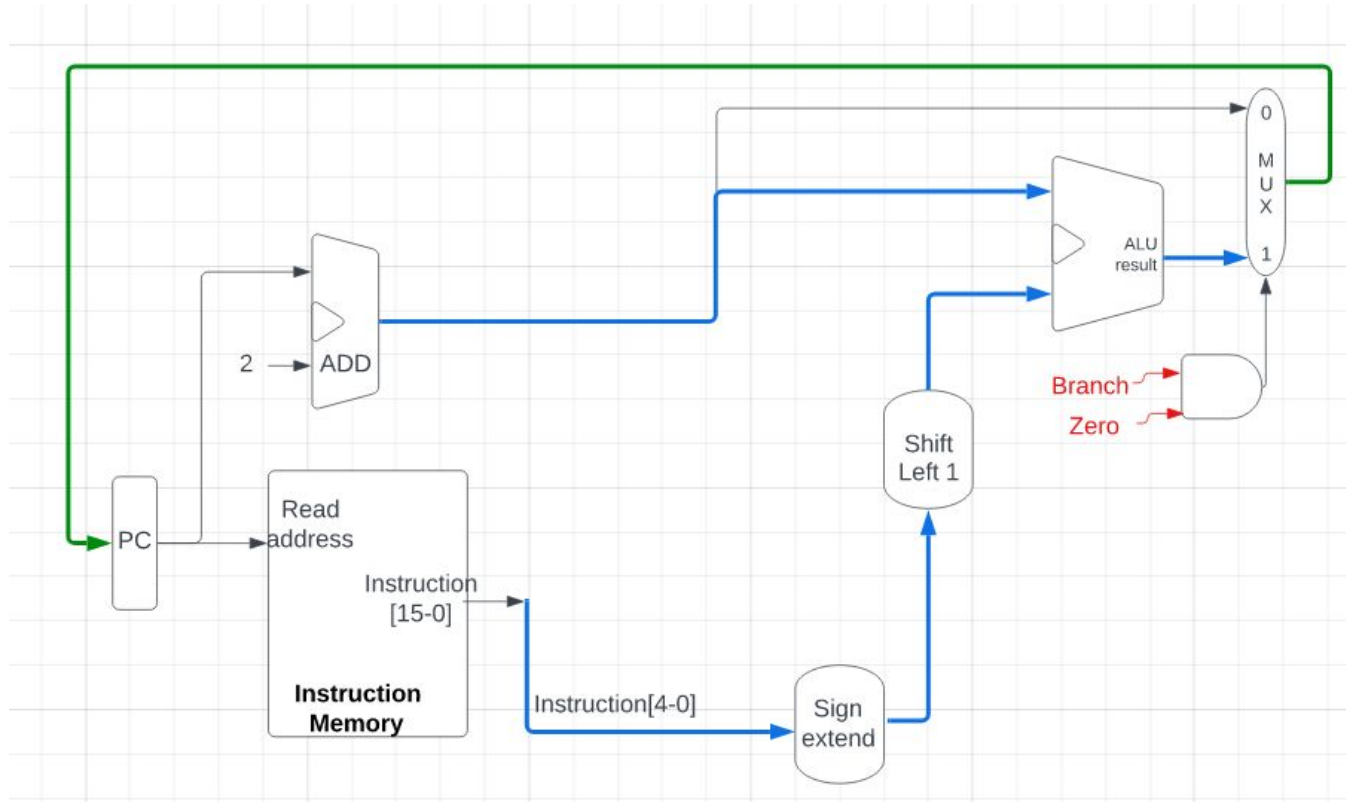 0
M
U
X
1
ALU
result
2
ADD
Branch
Zero
Shift
Left 1
PC
Read
address
Instruction
[15-0]
Instruction
Memory
Instruction[4-0]
Sign
extend